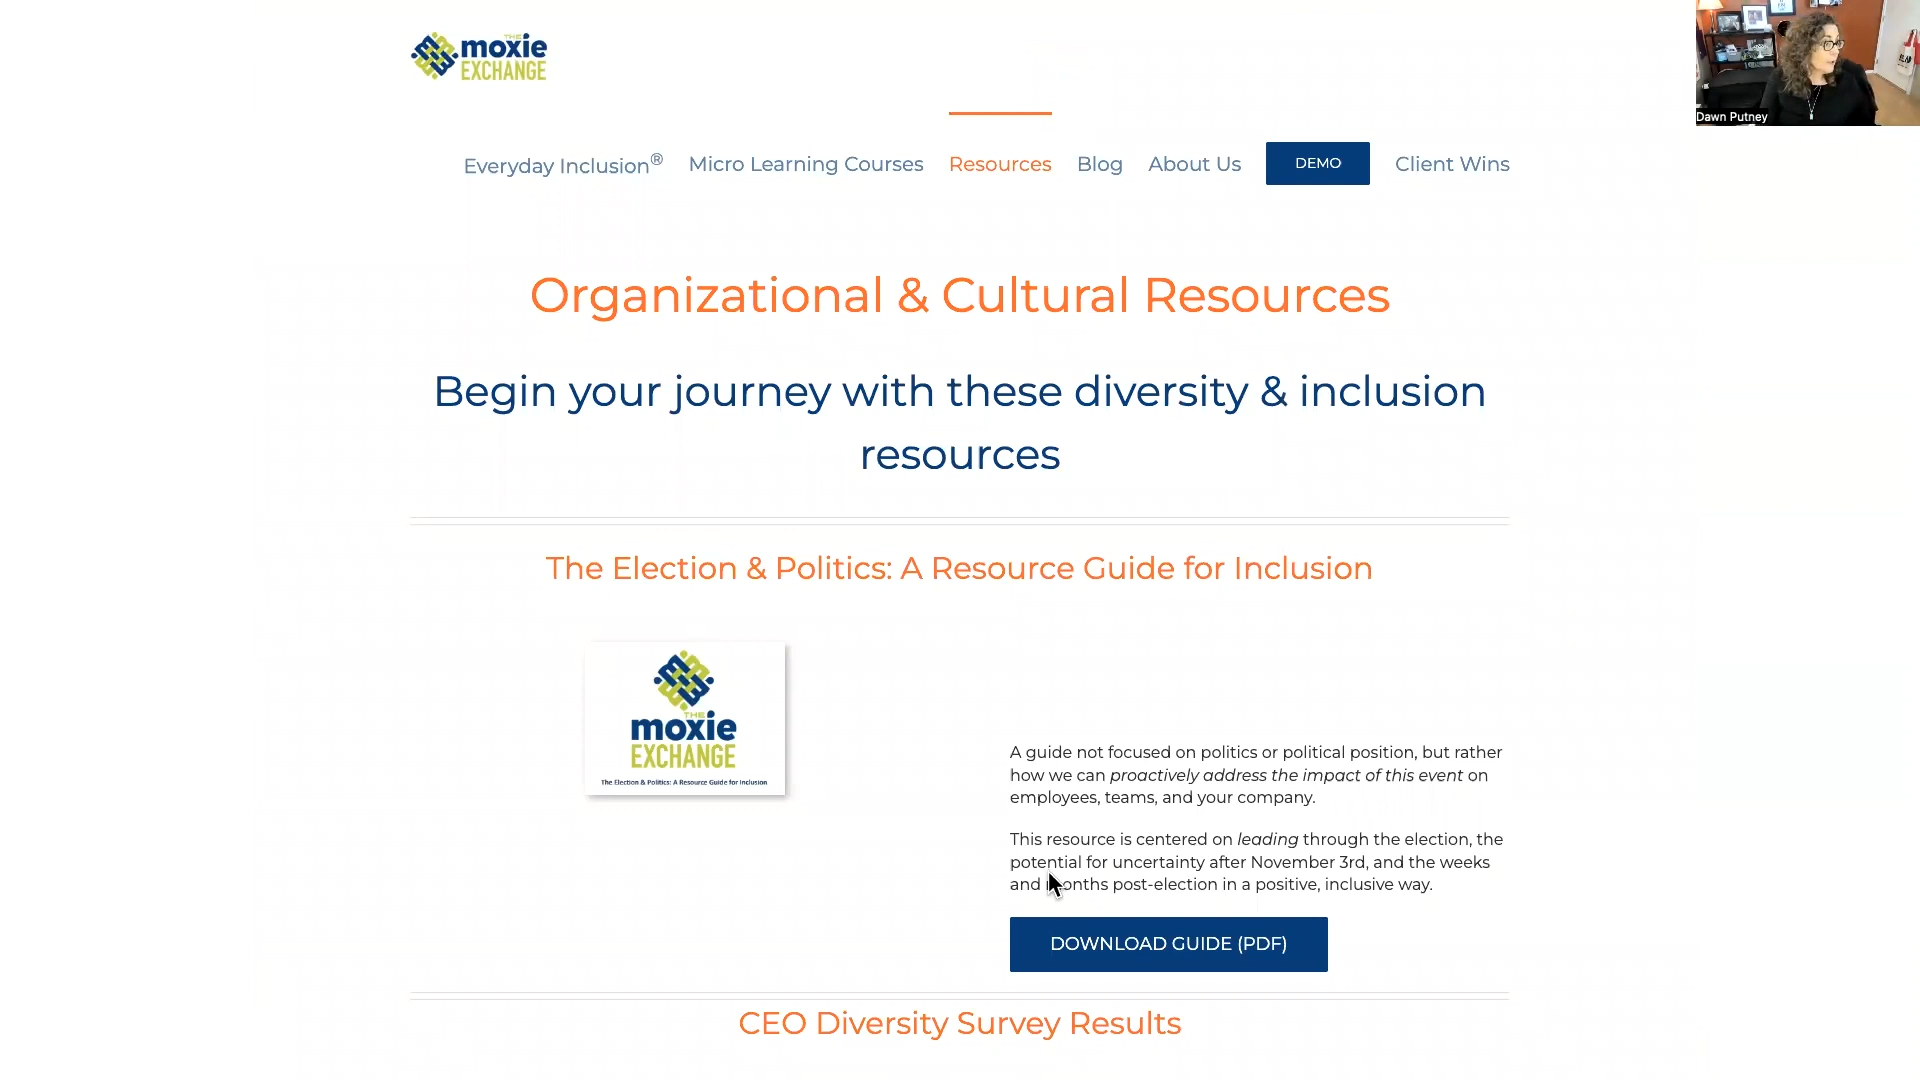 THE
moxie
EXCHANGE
Dawn Putney
Everyday Inclusion®
Micro Learning Courses
Resources
Blog
About Us
DEMO
Client Wins
Organizational & Cultural Resources
Begin your journey with these diversity & inclusion
resources
The Election & Politics: A Resource Guide for Inclusion
THE
moxie
EXCHANGE
The Election & Politics: A Resource Guide for Inclusion
A guide not focused on politics or political position, but rather
how we can proactively address the impact of this event on
employees, teams, and your company.
This resource is centered on leading through the election, the
potential for uncertainty after November 3rd, and the weeks
and months post-election in a positive, inclusive way.
DOWNLOAD GUIDE (PDF)
CEO Diversity Survey Results